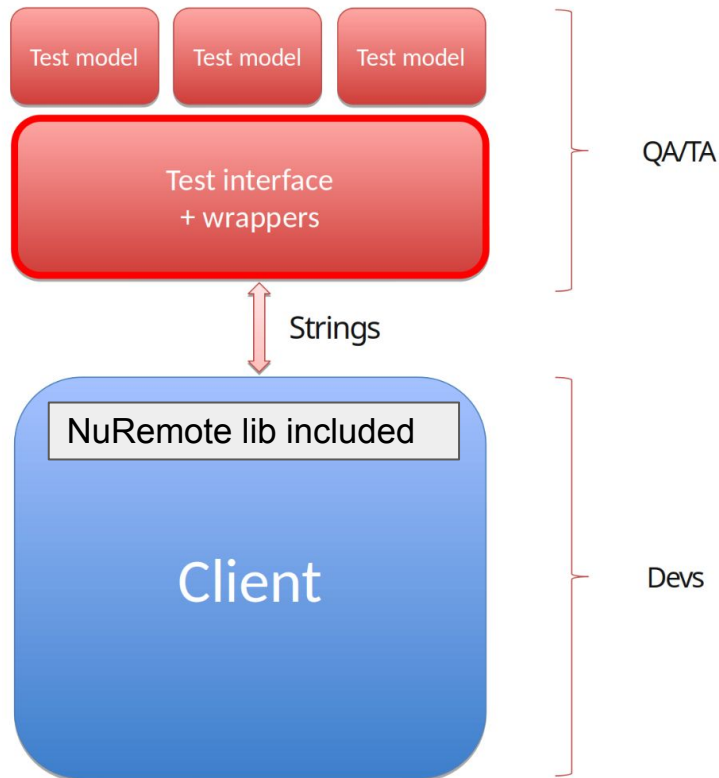 Test model
Test model
Test model
Test interface
+ wrappers
QA/TA
Strings
NuRemote lib included
Client
Devs